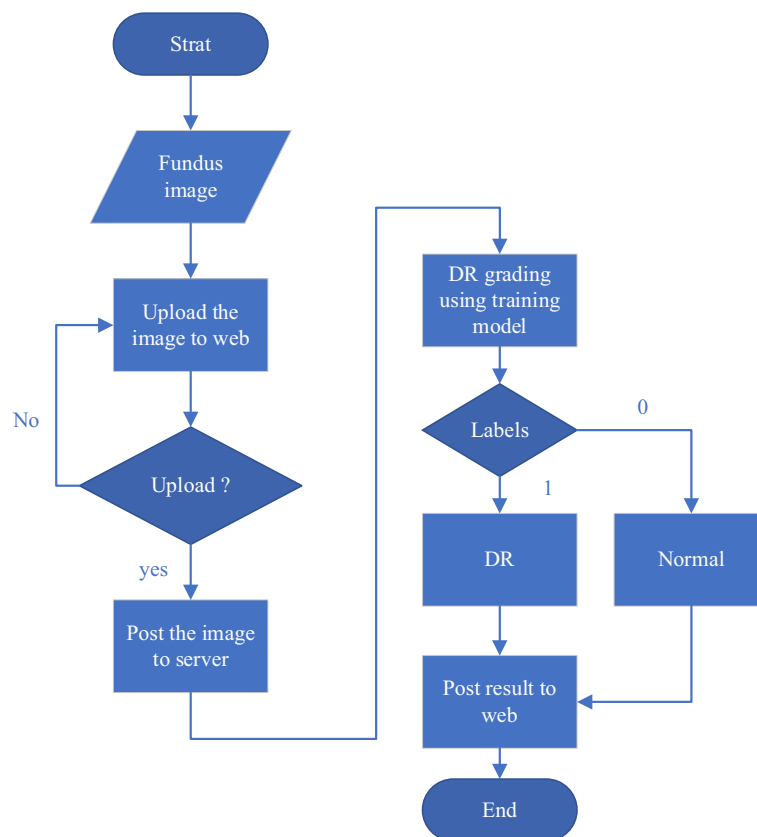 Strat
Fundus
image
Upload the
image to web
No
Upload ?
yes
Post the image
to server
DR grading
using training
model
Labels
0
1
DR
Normal
Post result to
web
End